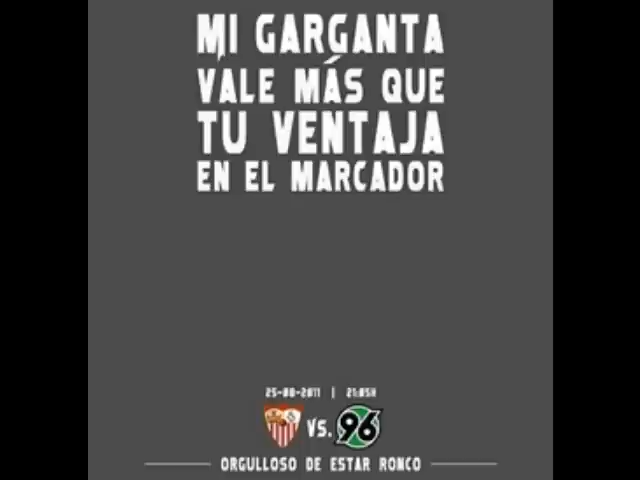 MI GARGANTA
VALE MÁS QUE
TU VENTAJA
EN EL MARCADOR
25-08-2011 | 21:05H
VS. 96
ORGULLOSO DE ESTAR RONCO